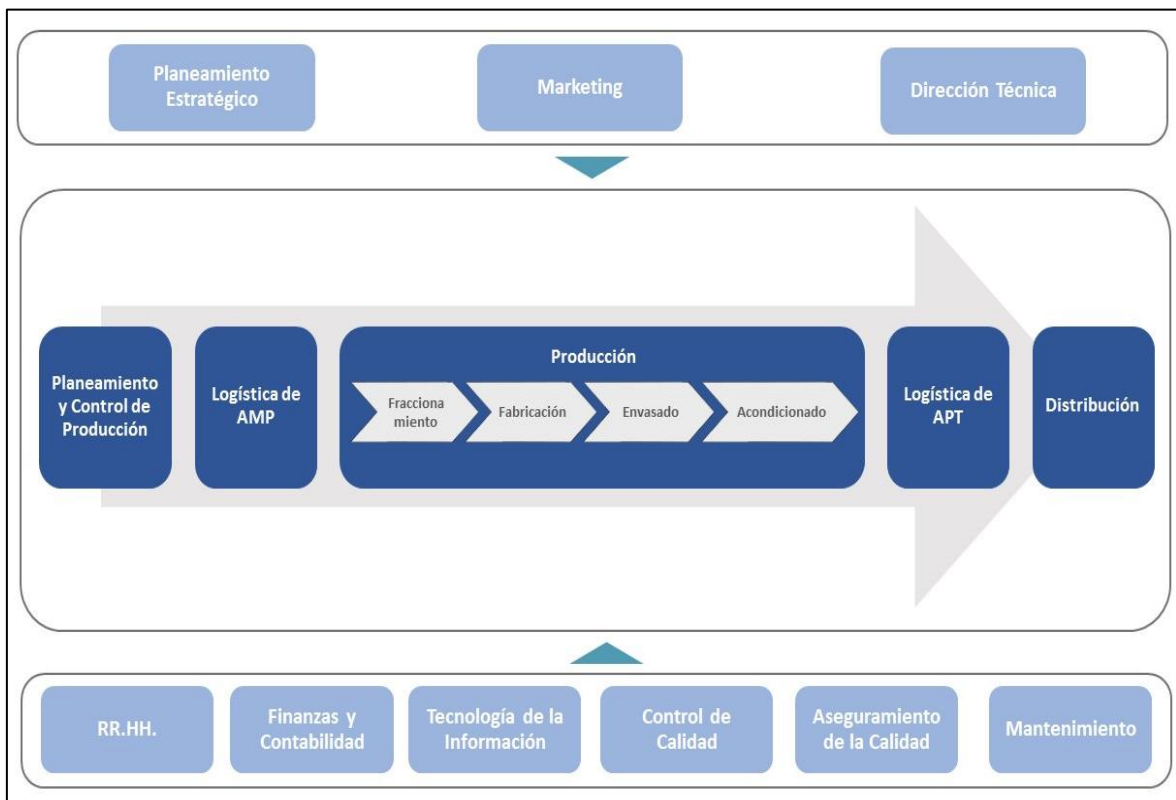 Planeamiento
Estratégico
Marketing
Dirección Técnica
Planeamiento
y Control de
Producción
Logística de
AMP
Producción
Fracciona
miento
Fabricación
Envasado
Acondicionado
Logística de
APT
Distribución
RR.HH.
Finanzas y
Contabilidad
Tecnología de la
Información
Control de
Calidad
Aseguramiento
de la Calidad
Mantenimiento